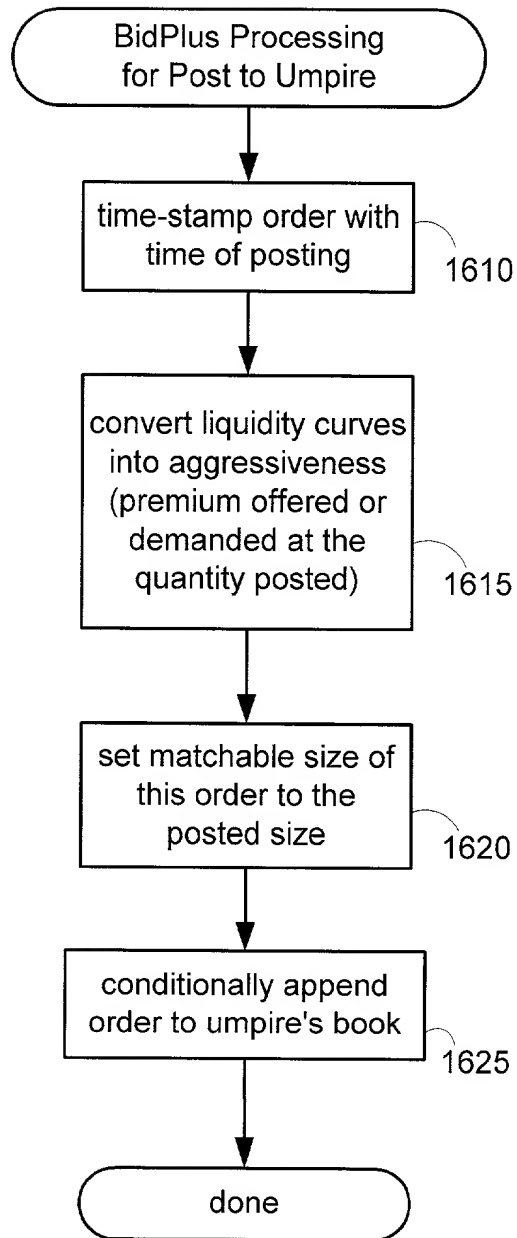 BidPlus Processing
for Post to Umpire
time-stamp order with
time of posting
1610
convert liquidity curves
into aggressiveness
(premium offered or
demanded at the
quantity posted)
1615
set matchable size of
this order to the
posted size
1620
conditionally append
order to umpire's book
1625
done